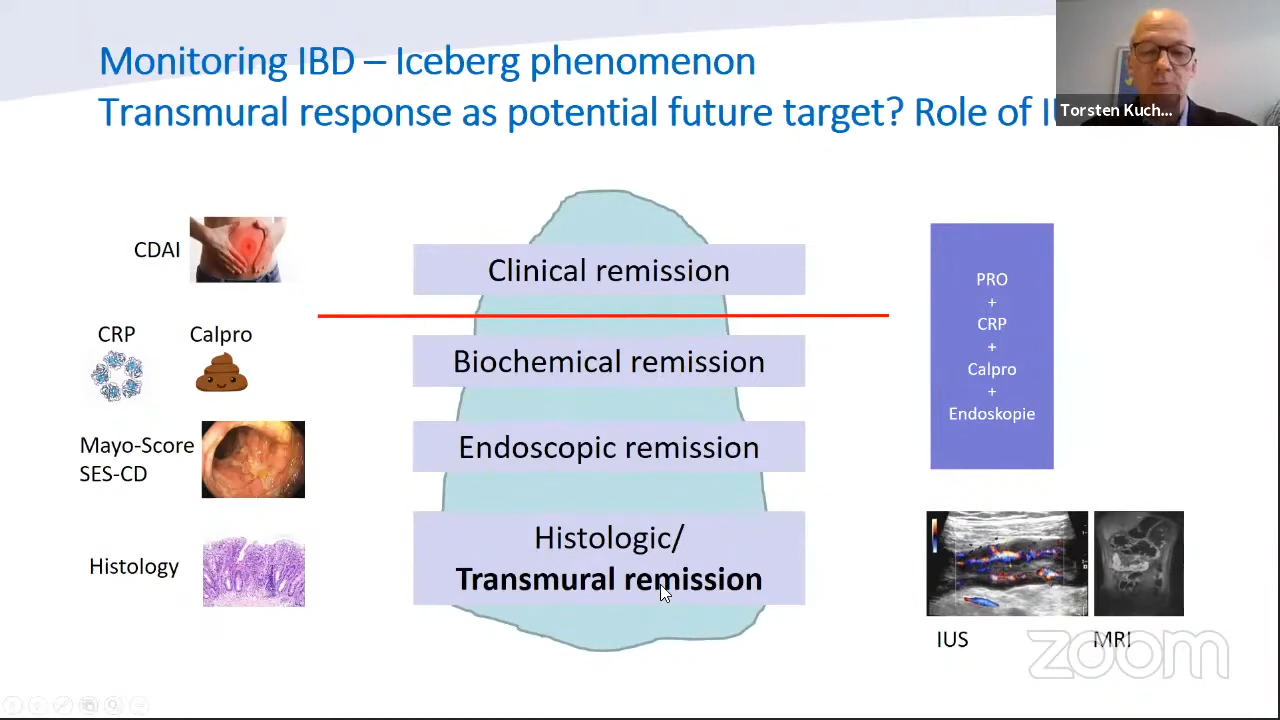 Monitoring IBD – Iceberg phenomenon
Transmural response as potential future target? Role of
Torsten Kuch...
CDAI
Clinical remission
CRP
Calpro
Biochemical remission
Mayo-Score
SES-CD
Endoscopic remission
Histology
Histologic/
Transmural remission
PRO
+
CRP
+
Calpro
+
Endoskopie
IUS
MRI
zoom